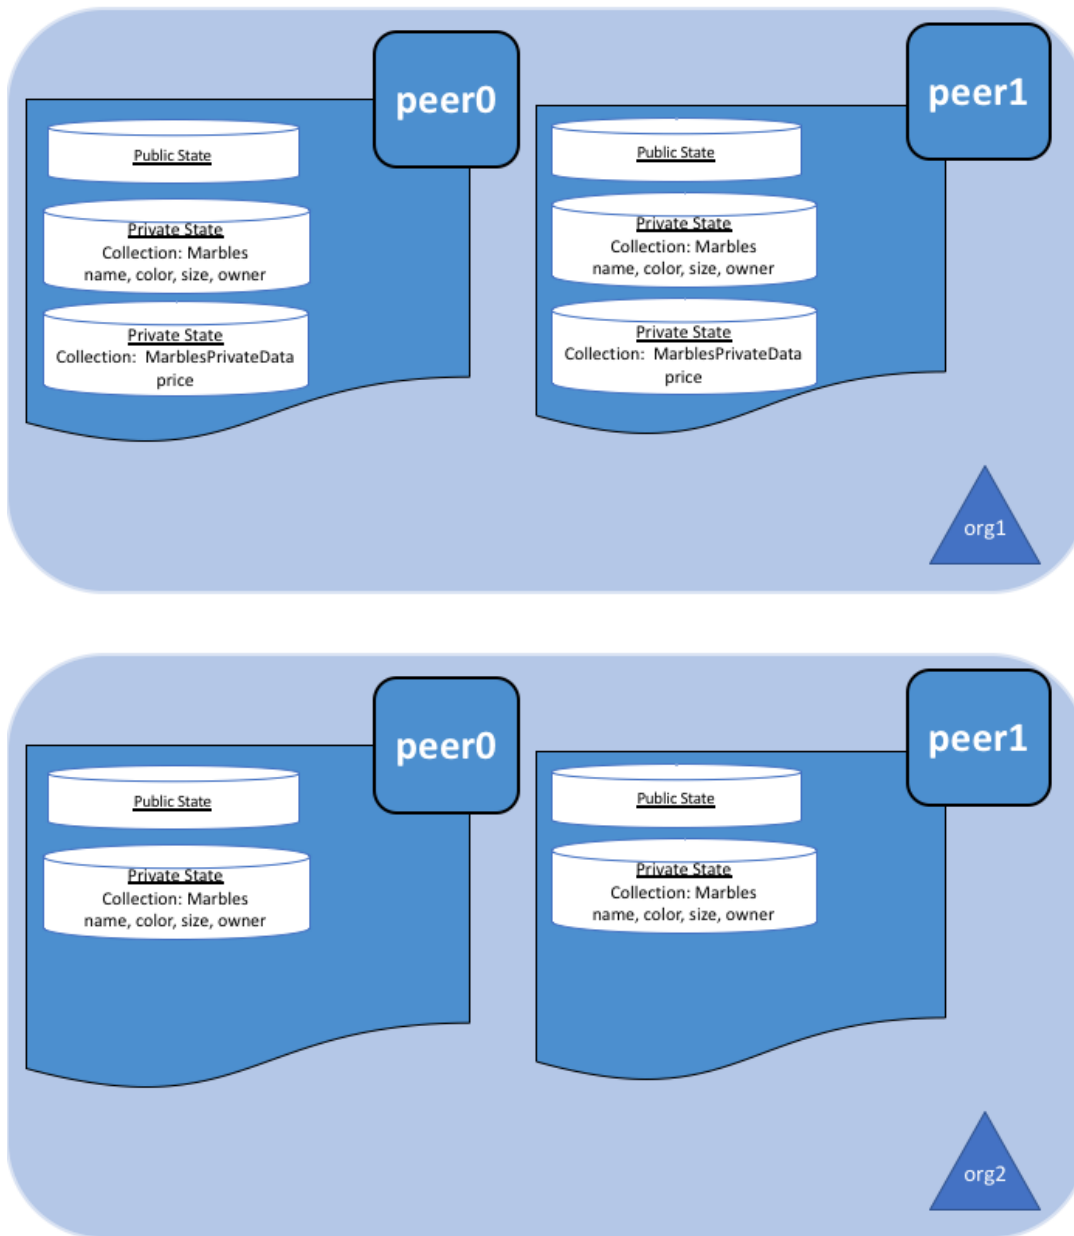 peer0
Public State
Private State
Collection: Marbles
name, color, size, owner
Private State
Collection:  MarblesPrivateData
price
peer1
Public State
Private State
Collection: Marbles
name, color, size, owner
Private State
Collection:  MarblesPrivateData
price
org1
peer0
Public State
Private State
Collection: Marbles
name, color, size, owner
peer1
Public State
Private State
Collection: Marbles
name, color, size, owner
org2